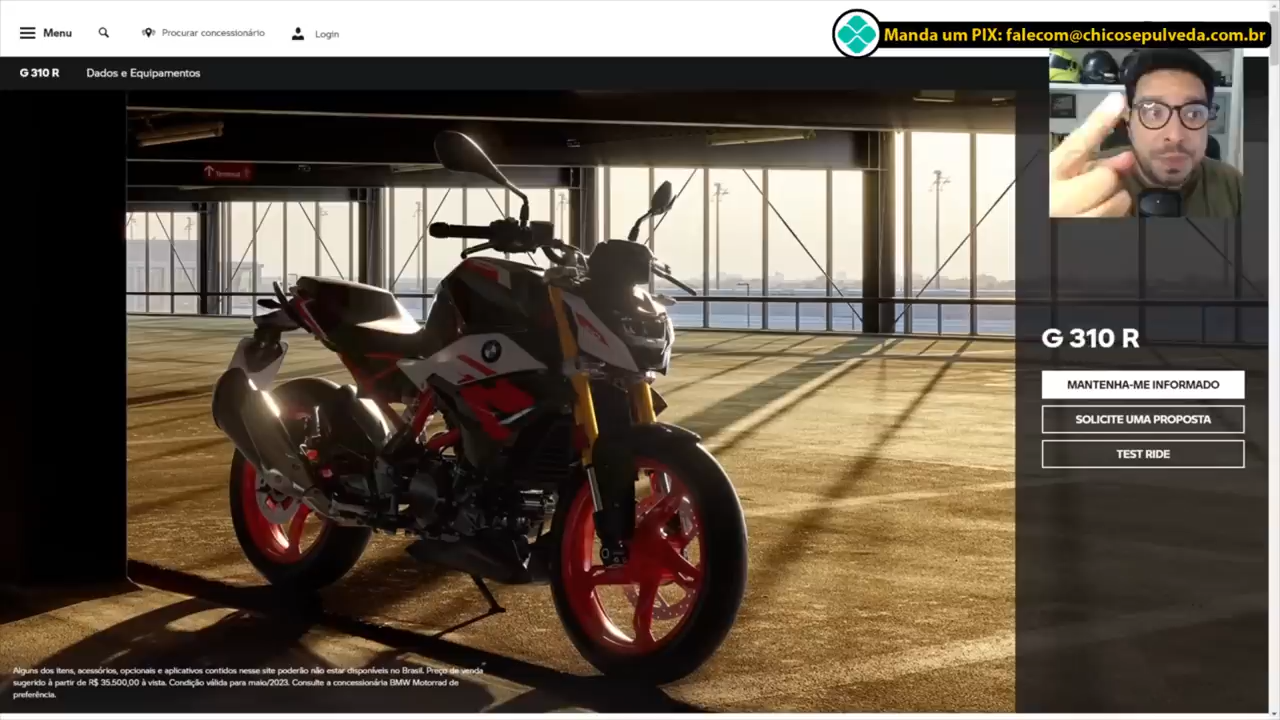 Menu
Procurar concessionário
Login
Manda um PIX: falecom@chicosepulveda.com.br
G 310 R
Dados e Equipamentos
Terminal
G 310 R
MANTENHA-ME INFORMADO
SOLICITE UMA PROPOSTA
TEST RIDE
Alguns dos itens, acessórios, opcionais e aplicativos contidos nesse site poderão não estar disponíveis no Brasil. Preço de venda
sugerido à partir de R$ 35.500,00 à vista. Condição válida para maio/2023. Consulte a concessionária BMW Motorrad de
preferência.